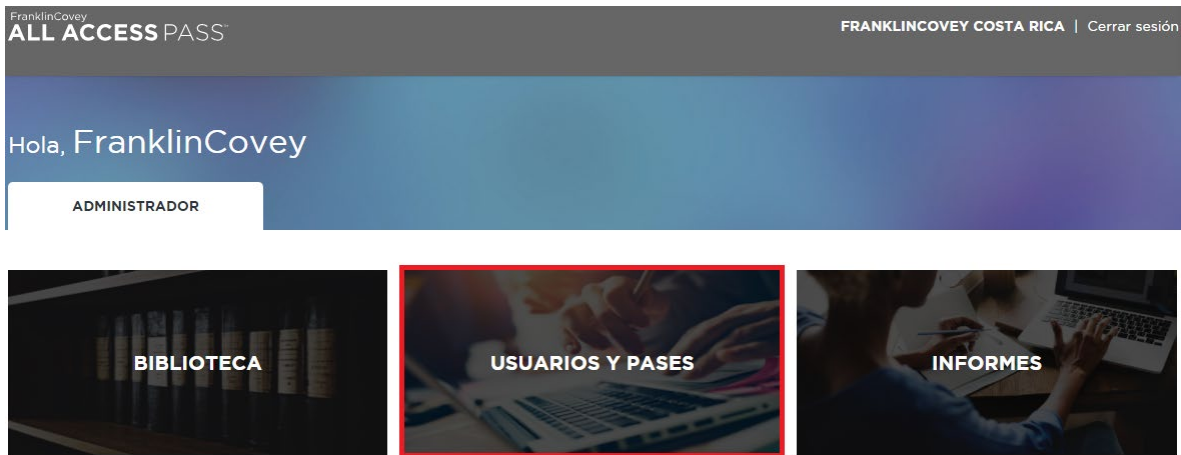 FranklinCovey
ALL ACCESS PASS™
FRANKLINCOVEY COSTA RICA | Cerrar sesión
Hola, FranklinCovey
ADMINISTRADOR
BIBLIOTECA
USUARIOS Y PASES
INFORMES